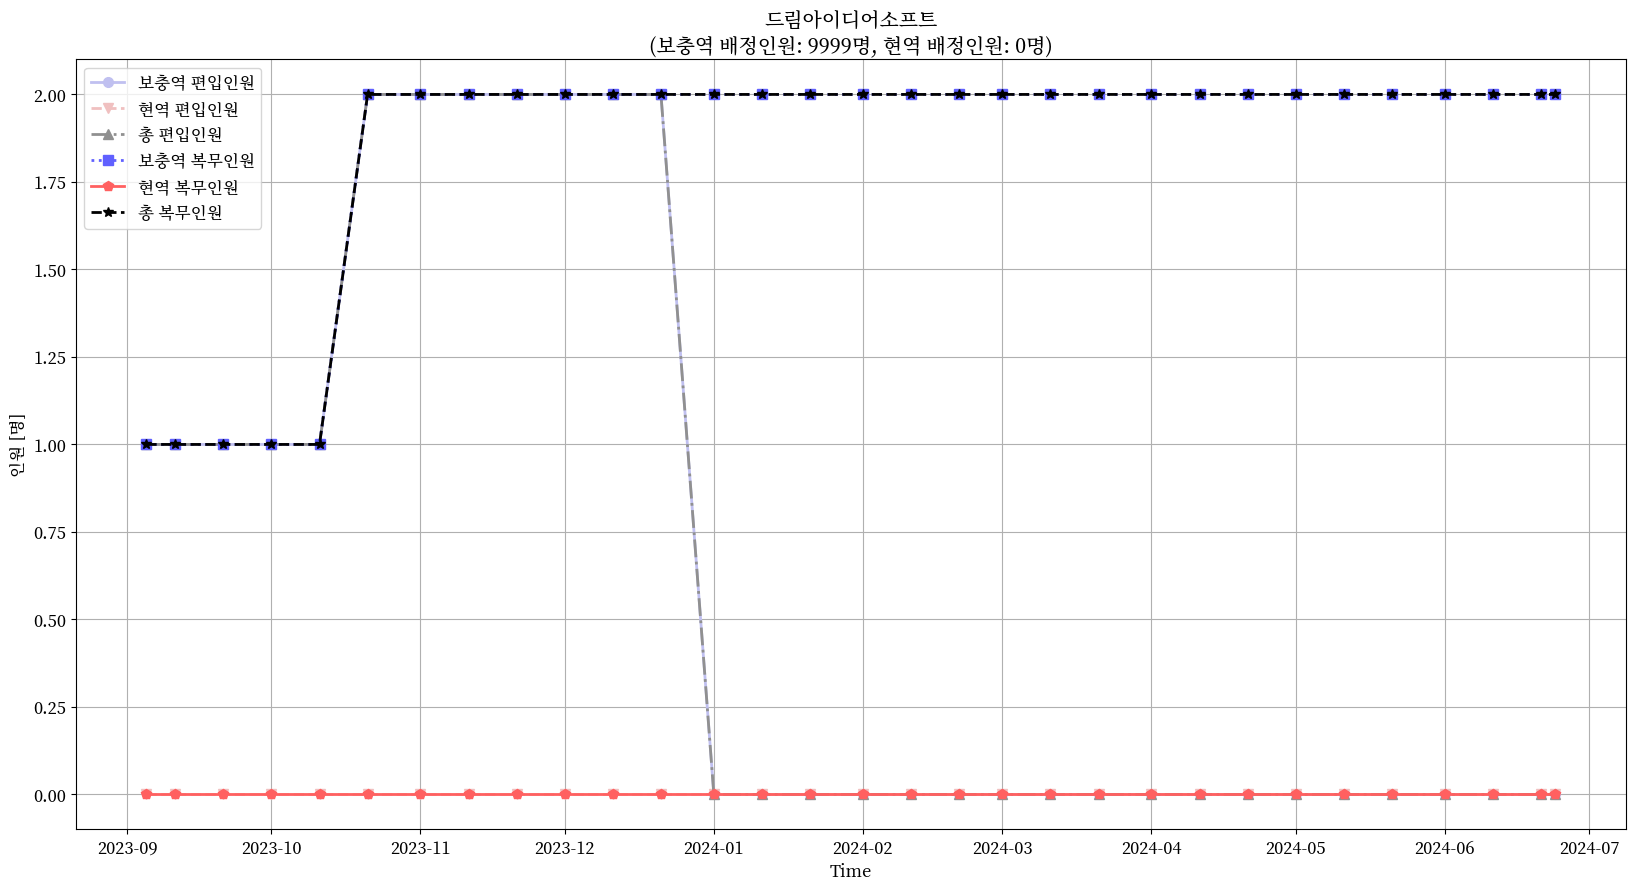 드림아이디어소프트
(보충역 배정인원: 9999명, 현역 배정인원: 0명)
보충역 편입인원
현역 편입인원
총 편입인원
보충역 복무인원
현역 복무인원
총 복무인원
2.00
1.75
1.50
1.25
1.00
0.75
0.50
0.25
0.00
인원 [명]
2023-09
2023-10
2023-11
2023-12
2024-01
2024-02
2024-03
2024-04
2024-05
2024-06
2024-07
Time